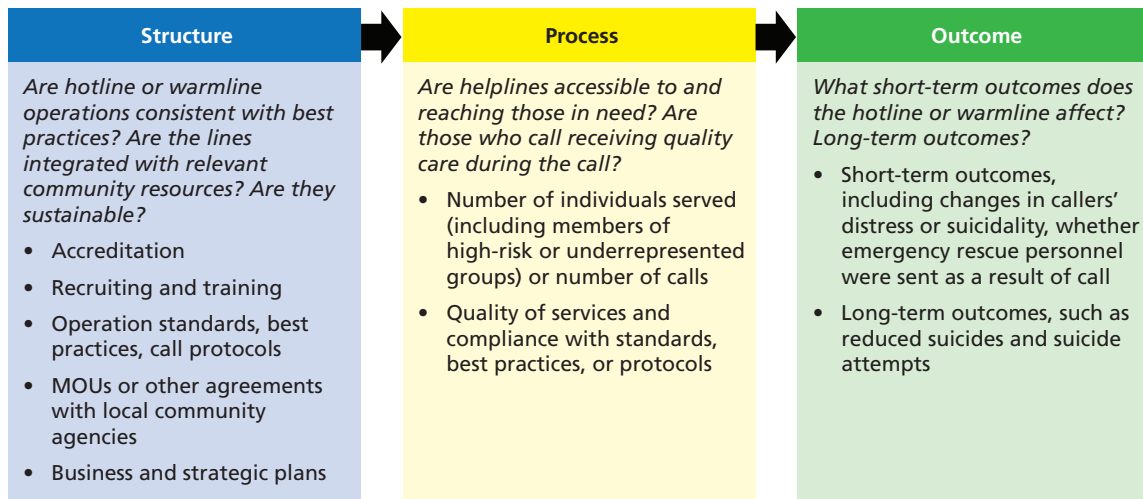 Structure
Are hotline or warmline
operations consistent with best
practices? Are the lines
integrated with relevant
community resources? Are they
sustainable?
• Accreditation
• Recruiting and training
• Operation standards, best
practices, call protocols
• MOUs or other agreements
with local community
agencies
• Business and strategic plans
Process
Are helplines accessible to and
reaching those in need? Are
those who call receiving quality
care during the call?
• Number of individuals served
(including members of
high-risk or underrepresented
groups) or number of calls
• Quality of services and
compliance with standards,
best practices, or protocols
Outcome
What short-term outcomes does
the hotline or warmline affect?
Long-term outcomes?
• Short-term outcomes,
including changes in callers’
distress or suicidality, whether
emergency rescue personnel
were sent as a result of call
• Long-term outcomes, such as
reduced suicides and suicide
attempts